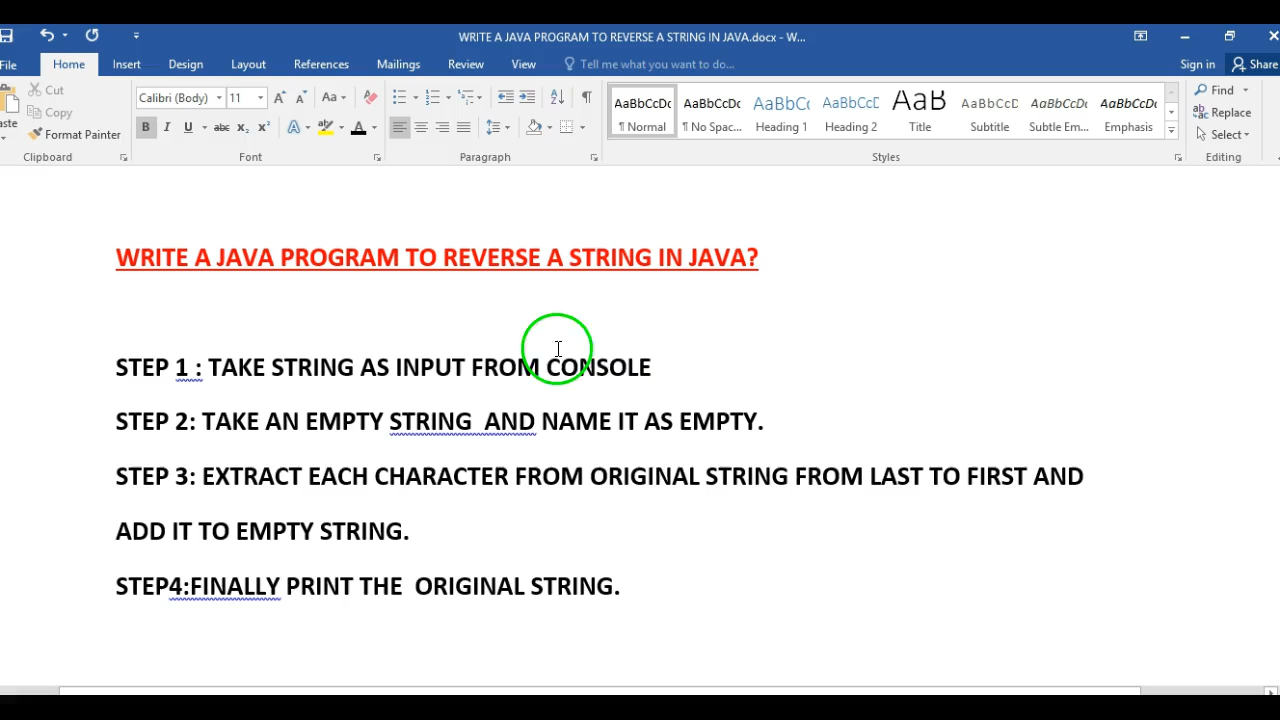 WRITE A JAVA PROGRAM TO REVERSE A STRING IN JAVA.docx - W...
File Home Insert Design Layout References Mailings Review View Tell me what you want to do... Sign in Share
Cut
Copy
Format Painter
Clipboard
Calibri (Body) 11
Font
Paragraph
AaBbCcDc AaBbCcDc AaBbCc AaBbCcD AaB AaBbCcD AaBbCcDc AaBbCcDc
¶ Normal ¶ No Spac... Heading 1 Heading 2 Title Subtitle Subtle Em... Emphasis
Styles
Find
Replace
Select
Editing
WRITE A JAVA PROGRAM TO REVERSE A STRING IN JAVA?
STEP 1 : TAKE STRING AS INPUT FROM CONSOLE
STEP 2: TAKE AN EMPTY STRING  AND NAME IT AS EMPTY.
STEP 3: EXTRACT EACH CHARACTER FROM ORIGINAL STRING FROM LAST TO FIRST AND
ADD IT TO EMPTY STRING.
STEP4:FINALLY PRINT THE  ORIGINAL STRING.